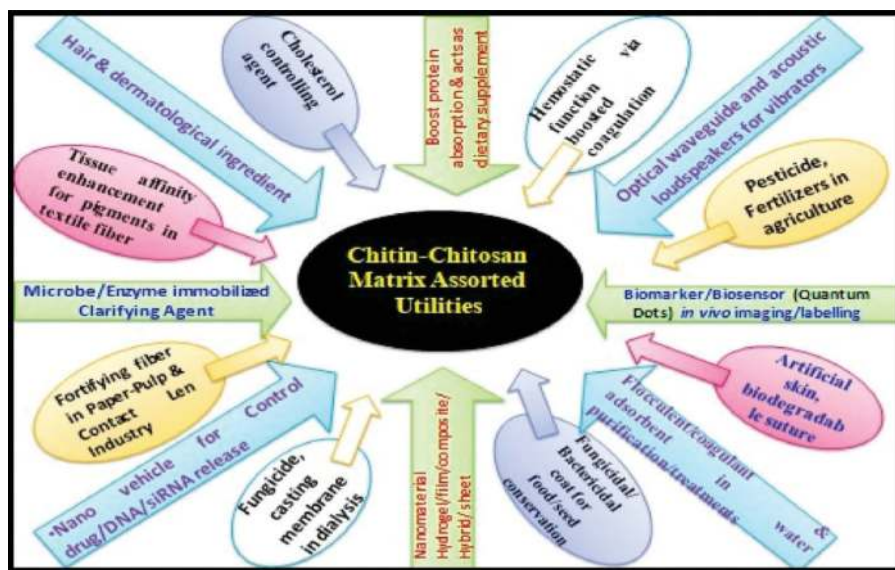 Hair & dermatological ingredient
Cholesterol
controlling
agent
Boost protein
absorption & acts as
dietary supplement
Hemostatic
function via
boosted
coagulation
Optical waveguide and acoustic
loudspeakers for vibrators
Tissue affinity
enhancement
for pigments in
textile fiber
Pesticide,
Fertilizers in
agriculture
Chitin-Chitosan
Matrix Assorted
Utilities
Microbe/Enzyme immobilized
Clarifying Agent
Biomarker/Biosensor (Quantum
Dots) in vivo imaging/labelling
Fortifying fiber
in Paper-Pulp &
Contact Len
Industry
Artificial
skin,
biodegradab
le suture
•Nano vehicle for Control
drug/DNA/siRNA release
Fungicide,
casting
membrane
in dialysis
Nanomaterial
Hydrogel/film/composite/
Hybrid/ sheet
Fungicidal/
Bactericidal
coat for
food/seed
conservation
Flocculent/coagulant &
adsorbent in water
purification/treatments